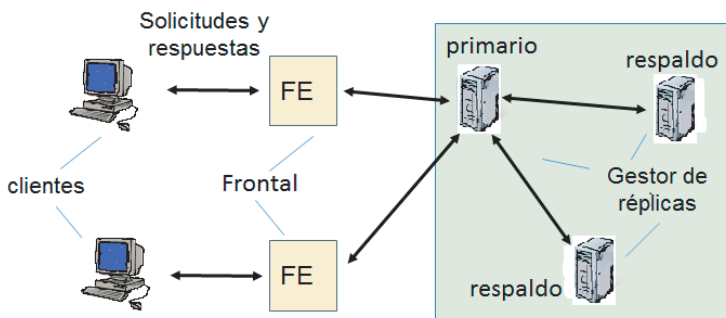 Solicitudes y
respuestas
primario
respaldo
FE
clientes
Frontal
Gestor de
réplicas
FE
respaldo